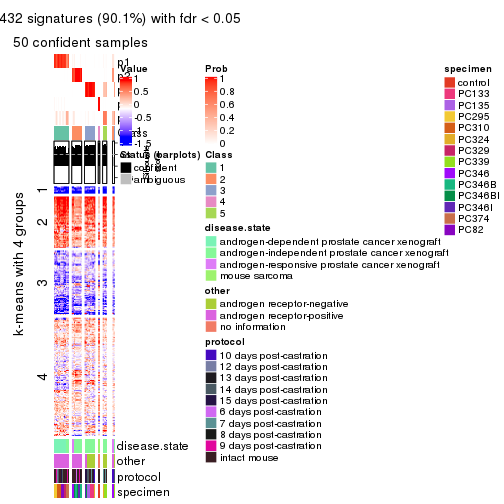 432 signatures (90.1%) with fdr < 0.05
50 confident samples
k-means with 4 groups
1
2
3
4
p1
Value
1
0.5
0
-0.5
-1
-1.5
Status (barplots)
confident
ambiguous
Prob
1
0.8
0.6
0.4
0.2
0
Class
1
2
3
4
5
disease.state
androgen-dependent prostate cancer xenograft
androgen-independent prostate cancer xenograft
androgen-responsive prostate cancer xenograft
mouse sarcoma
other
androgen receptor-negative
androgen receptor-positive
no information
protocol
10 days post-castration
12 days post-castration
13 days post-castration
14 days post-castration
15 days post-castration
6 days post-castration
7 days post-castration
8 days post-castration
9 days post-castration
intact mouse
specimen
control
PC133
PC135
PC295
PC310
PC324
PC329
PC339
PC346
PC346B
PC346BI
PC346I
PC374
PC82
disease.state
other
protocol
specimen